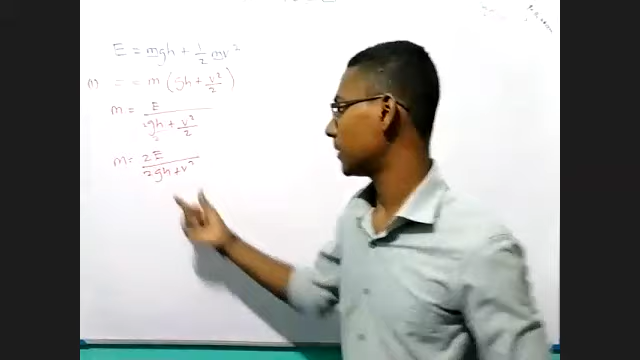 E = mgh + 1/2 mv²
m = = m (gh + v²/2)
m = E / (gh + v²/2)
m = 2E / (2gh + v²)